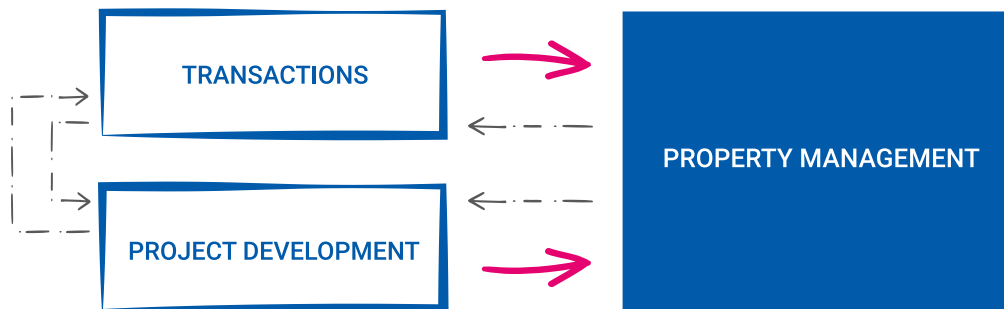 TRANSACTIONS
PROPERTY MANAGEMENT
PROJECT DEVELOPMENT